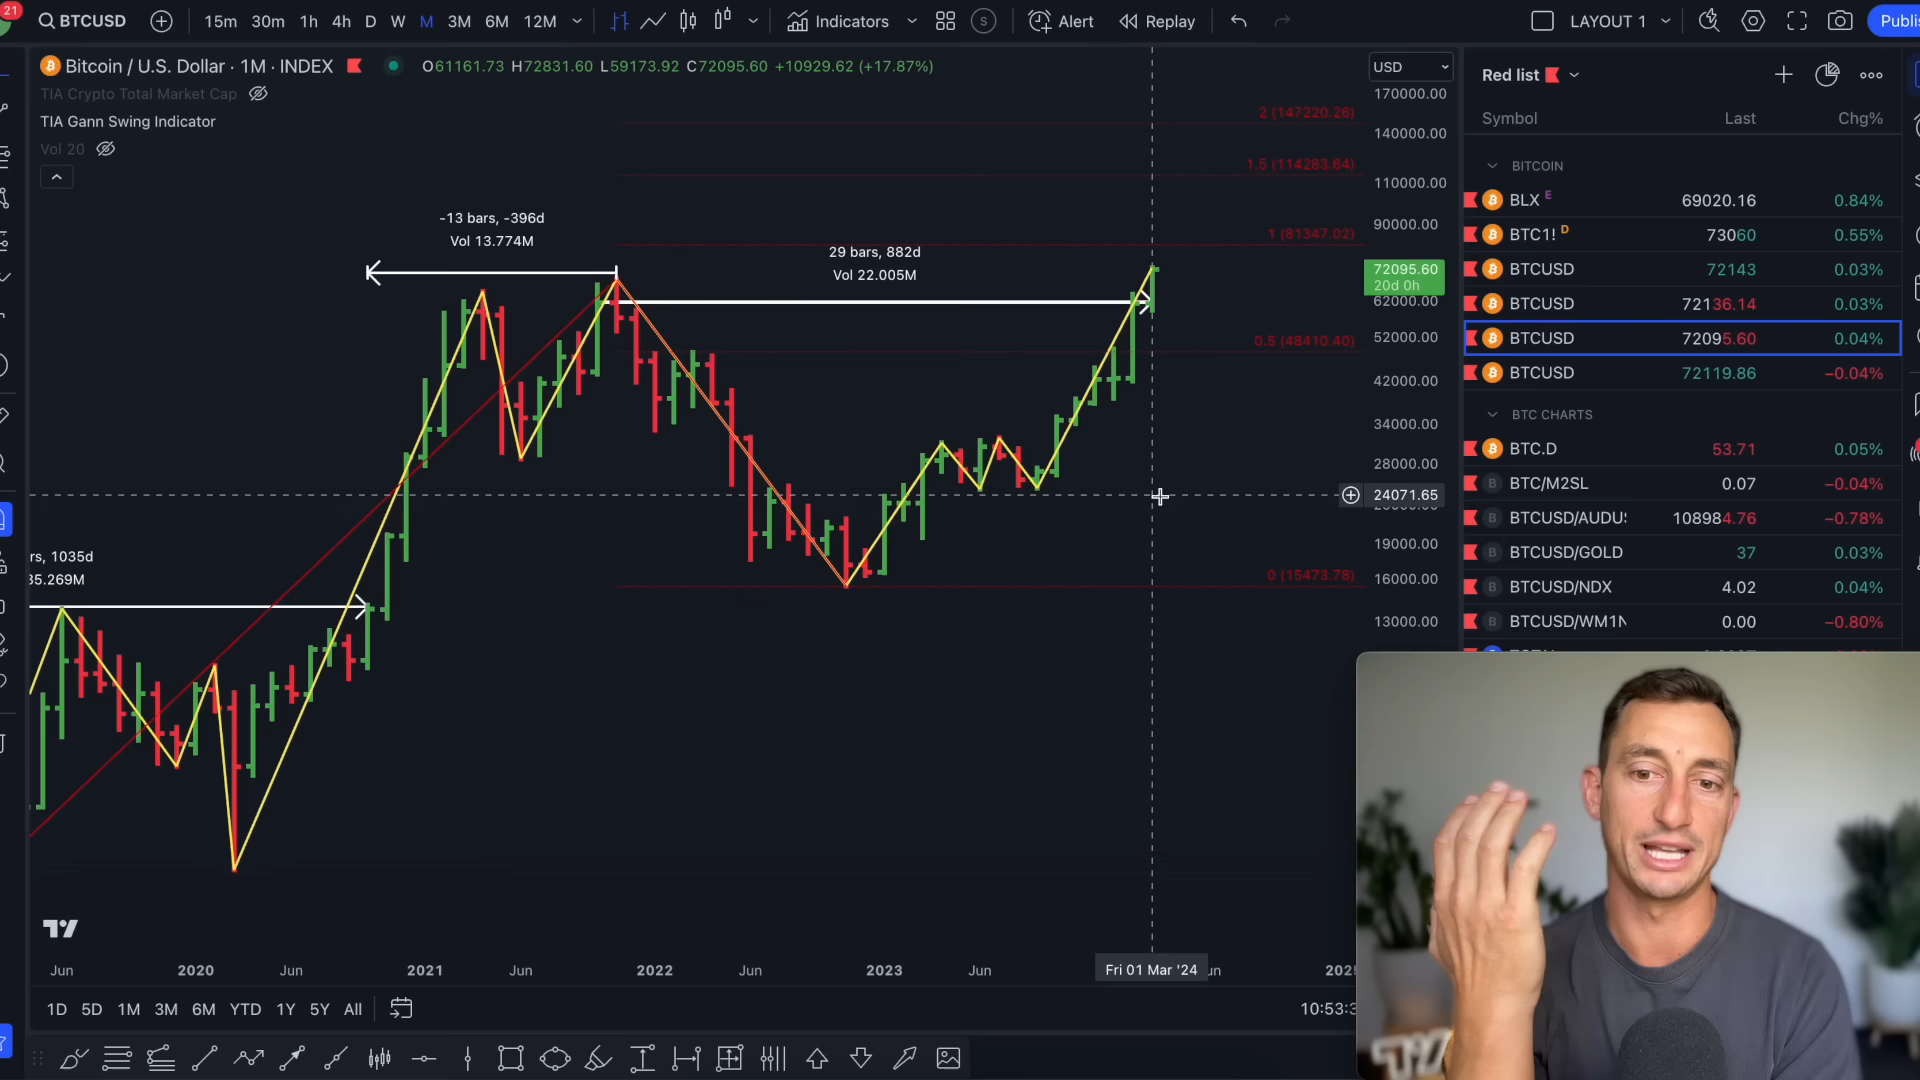 21
BTCUSD
15m 30m 1h 4h D W M 3M 6M 12M
Indicators
S
Alert
Replay
LAYOUT 1
Bitcoin / U.S. Dollar · 1M · INDEX
O61161.73 H72831.60 L59173.92 C72095.60 +10929.62 (+17.87%)
TIA Crypto Total Market Cap
TIA Gann Swing Indicator
Vol 20
-13 bars, -396d
Vol 13.774M
29 bars, 882d
Vol 22.005M
1035d
2 (147220.26)
1.5 (114283.64)
1 (81347.02)
0.5 (48410.40)
0 (15473.78)
USD
170000.00
140000.00
110000.00
90000.00
72095.60
20d 0h
62000.00
52000.00
42000.00
34000.00
28000.00
24071.65
19000.00
16000.00
13000.00
Jun 2020 Jun 2021 Jun 2022 Jun 2023 Jun Fri 01 Mar '24
1D 5D 1M 3M 6M YTD 1Y 5Y All
Red list
Symbol Last Chg%
BITCOIN
BLX E 69020.16 0.84%
BTC1! D 73060 0.55%
BTCUSD 72143 0.03%
BTCUSD 72136.14 0.03%
BTCUSD 72095.60 0.04%
BTCUSD 72119.86 −0.04%
BTC CHARTS
BTC.D 53.71 0.05%
B BTC/M2SL 0.07 −0.04%
B BTCUSD/AUDU 108984.76 −0.78%
B BTCUSD/GOLD 37 0.03%
B BTCUSD/NDX 4.02 0.04%
B BTCUSD/WM1N 0.00 −0.80%